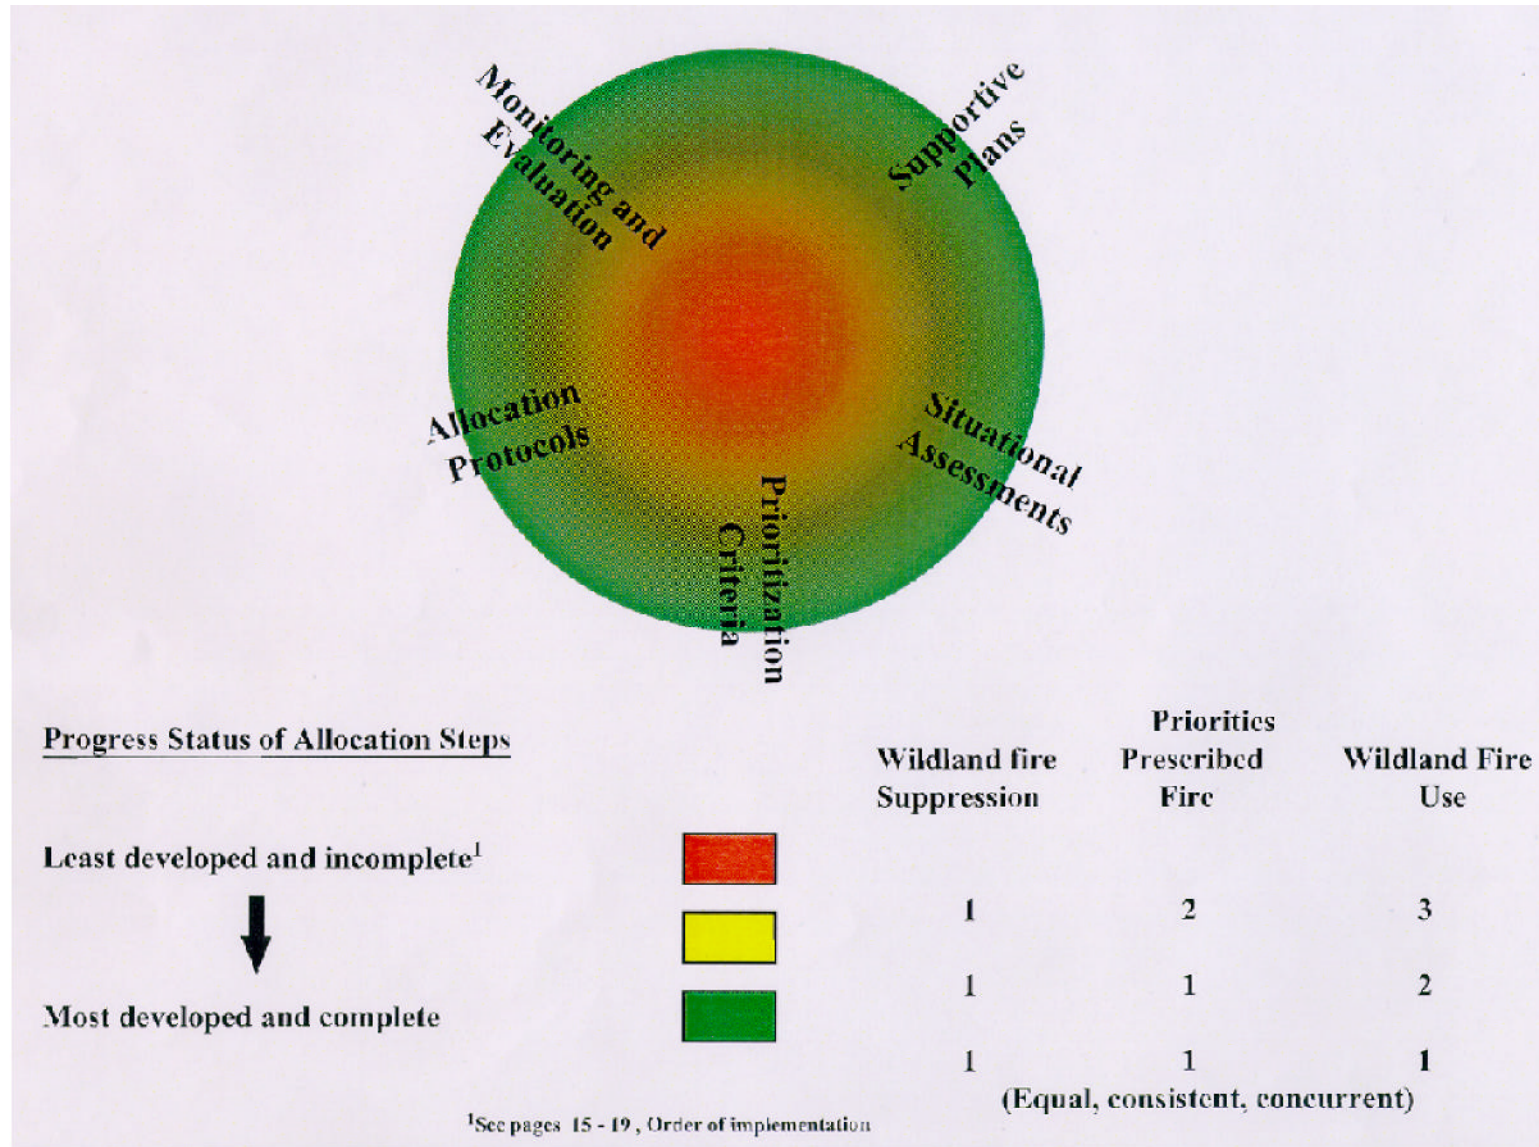 Monitoring and
Evaluation
Supportive
Plans
Allocation
Protocols
Situational
Assessments
Prioritization
Criteria
Progress Status of Allocation Steps
Priorities
Wildland fire
Suppression
Prescribed
Fire
Wildland Fire
Use
Least developed and incomplete¹
1 2 3
1 1 2
Most developed and complete
1 1 1
(Equal, consistent, concurrent)
¹See pages 15 - 19 , Order of implementation